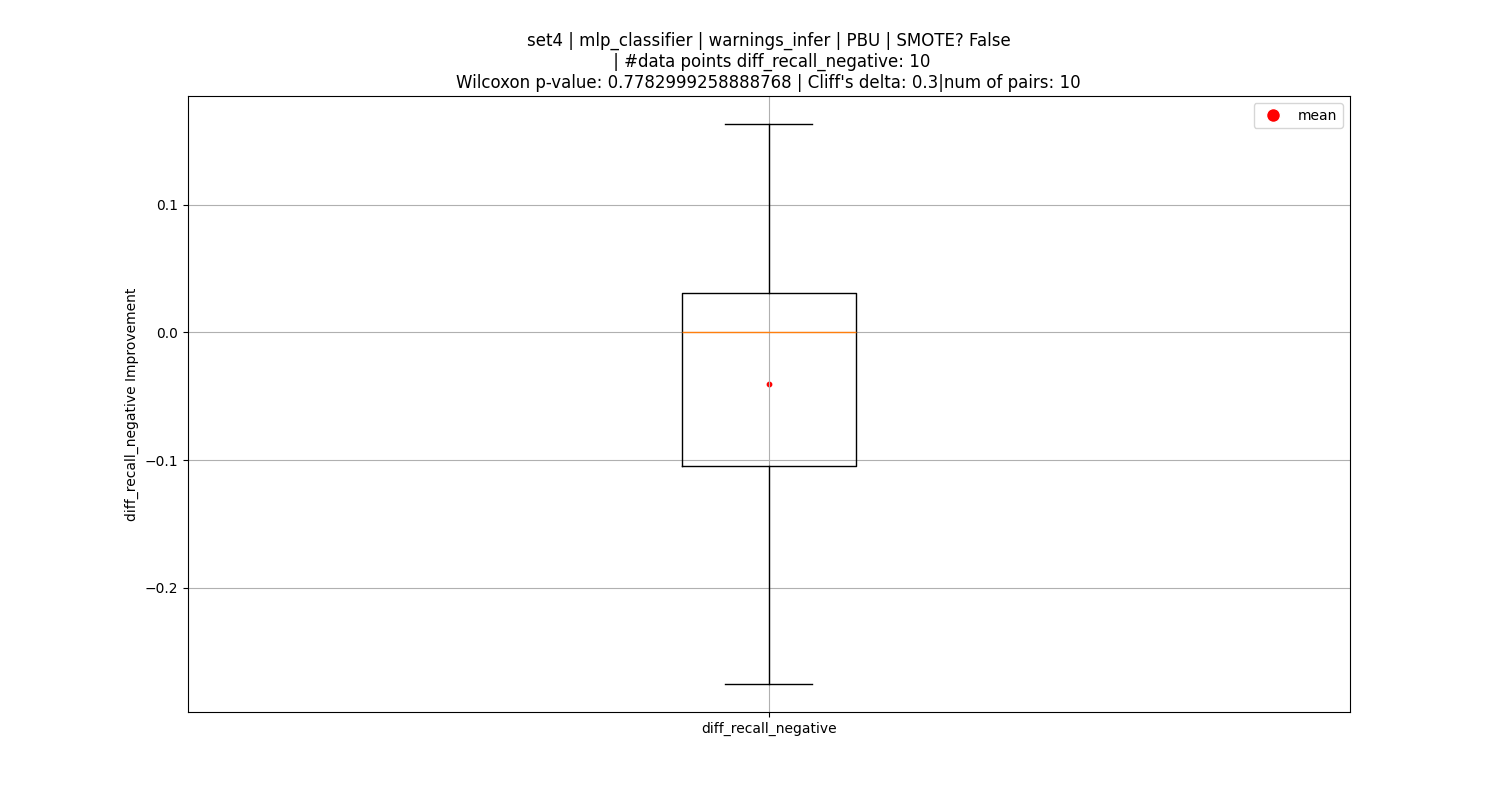 set4 | mlp_classifier | warnings_infer | PBU | SMOTE? False
| #data points diff_recall_negative: 10
Wilcoxon p-value: 0.7782999258888768 | Cliff's delta: 0.3|num of pairs: 10
mean
0.1
0.0
−0.1
−0.2
diff_recall_negative Improvement
diff_recall_negative